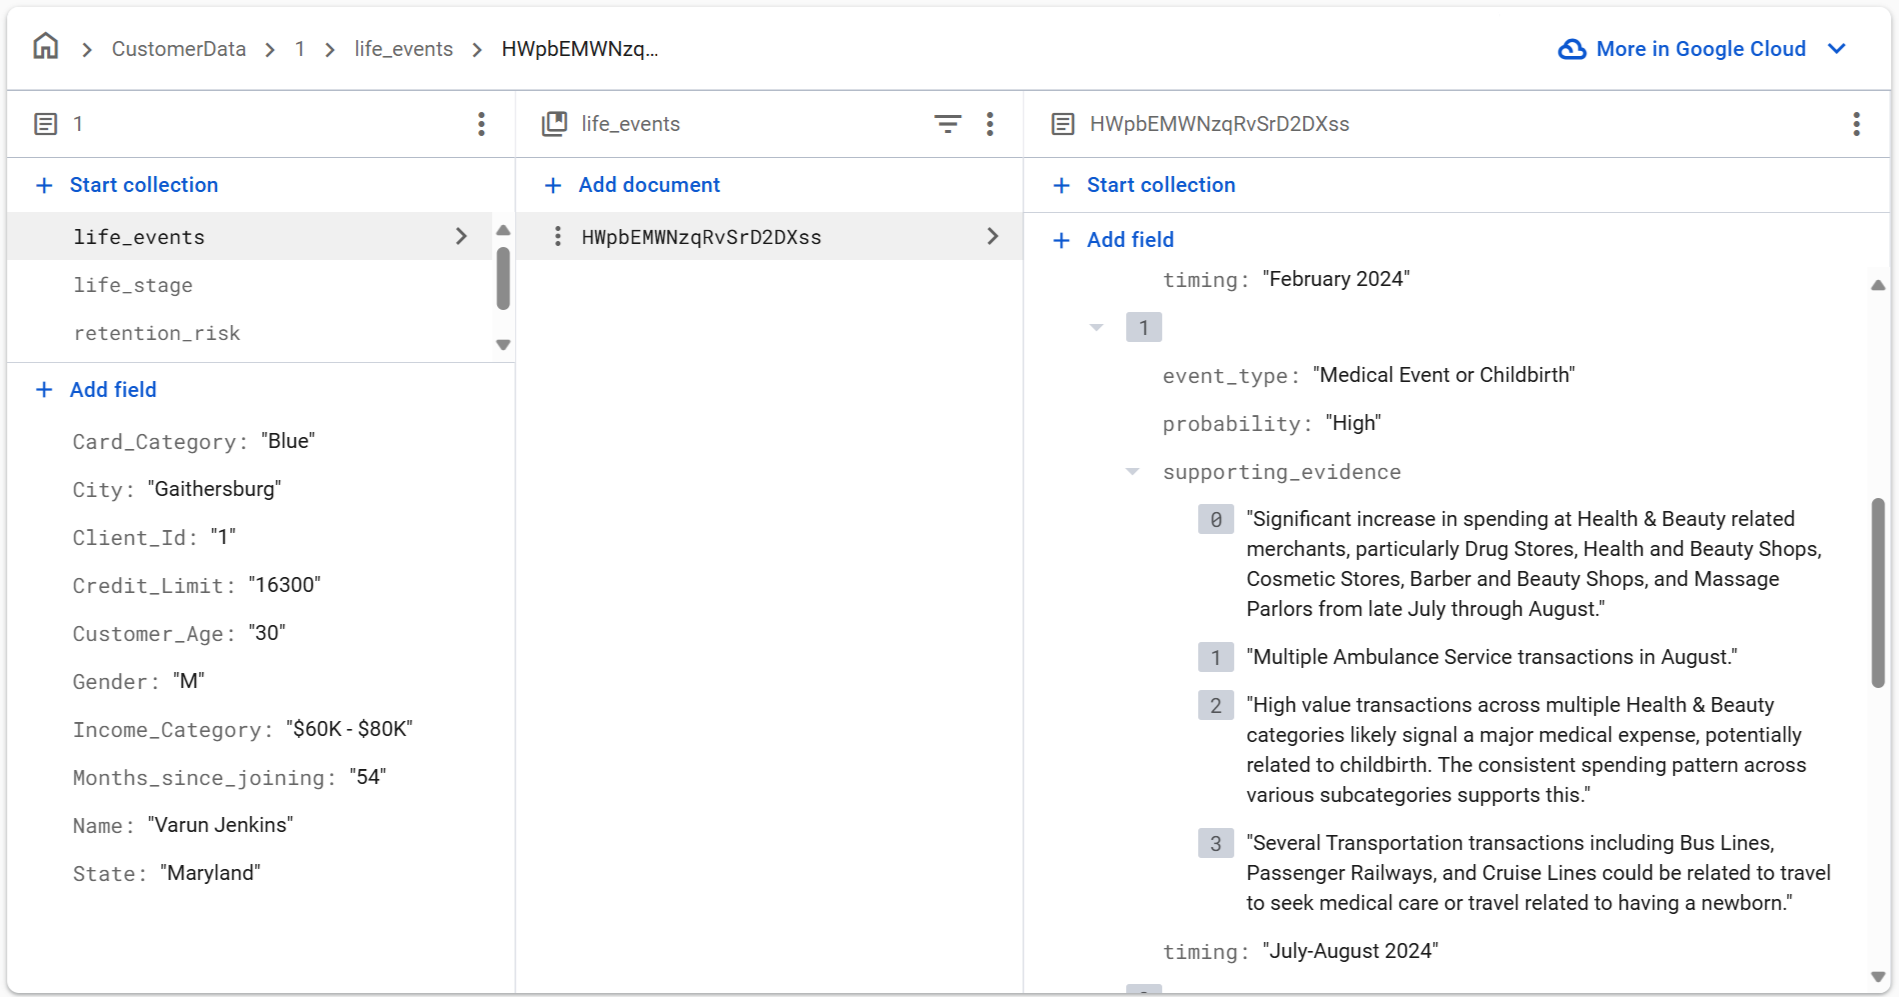 CustomerData
1
life_events
HWpbEMWNzq...
More in Google Cloud
1
Start collection
life_events
life_stage
retention_risk
Add field
Card_Category: "Blue"
City: "Gaithersburg"
Client_Id: "1"
Credit_Limit: "16300"
Customer_Age: "30"
Gender: "M"
Income_Category: "$60K - $80K"
Months_since_joining: "54"
Name: "Varun Jenkins"
State: "Maryland"
life_events
Add document
HWpbEMWNzqRvSrD2DXss
HWpbEMWNzqRvSrD2DXss
Start collection
Add field
timing: "February 2024"
1
event_type: "Medical Event or Childbirth"
probability: "High"
supporting_evidence
0 "Significant increase in spending at Health & Beauty related
merchants, particularly Drug Stores, Health and Beauty Shops,
Cosmetic Stores, Barber and Beauty Shops, and Massage
Parlors from late July through August."
1 "Multiple Ambulance Service transactions in August."
2 "High value transactions across multiple Health & Beauty
categories likely signal a major medical expense, potentially
related to childbirth. The consistent spending pattern across
various subcategories supports this."
3 "Several Transportation transactions including Bus Lines,
Passenger Railways, and Cruise Lines could be related to travel
to seek medical care or travel related to having a newborn."
timing: "July-August 2024"